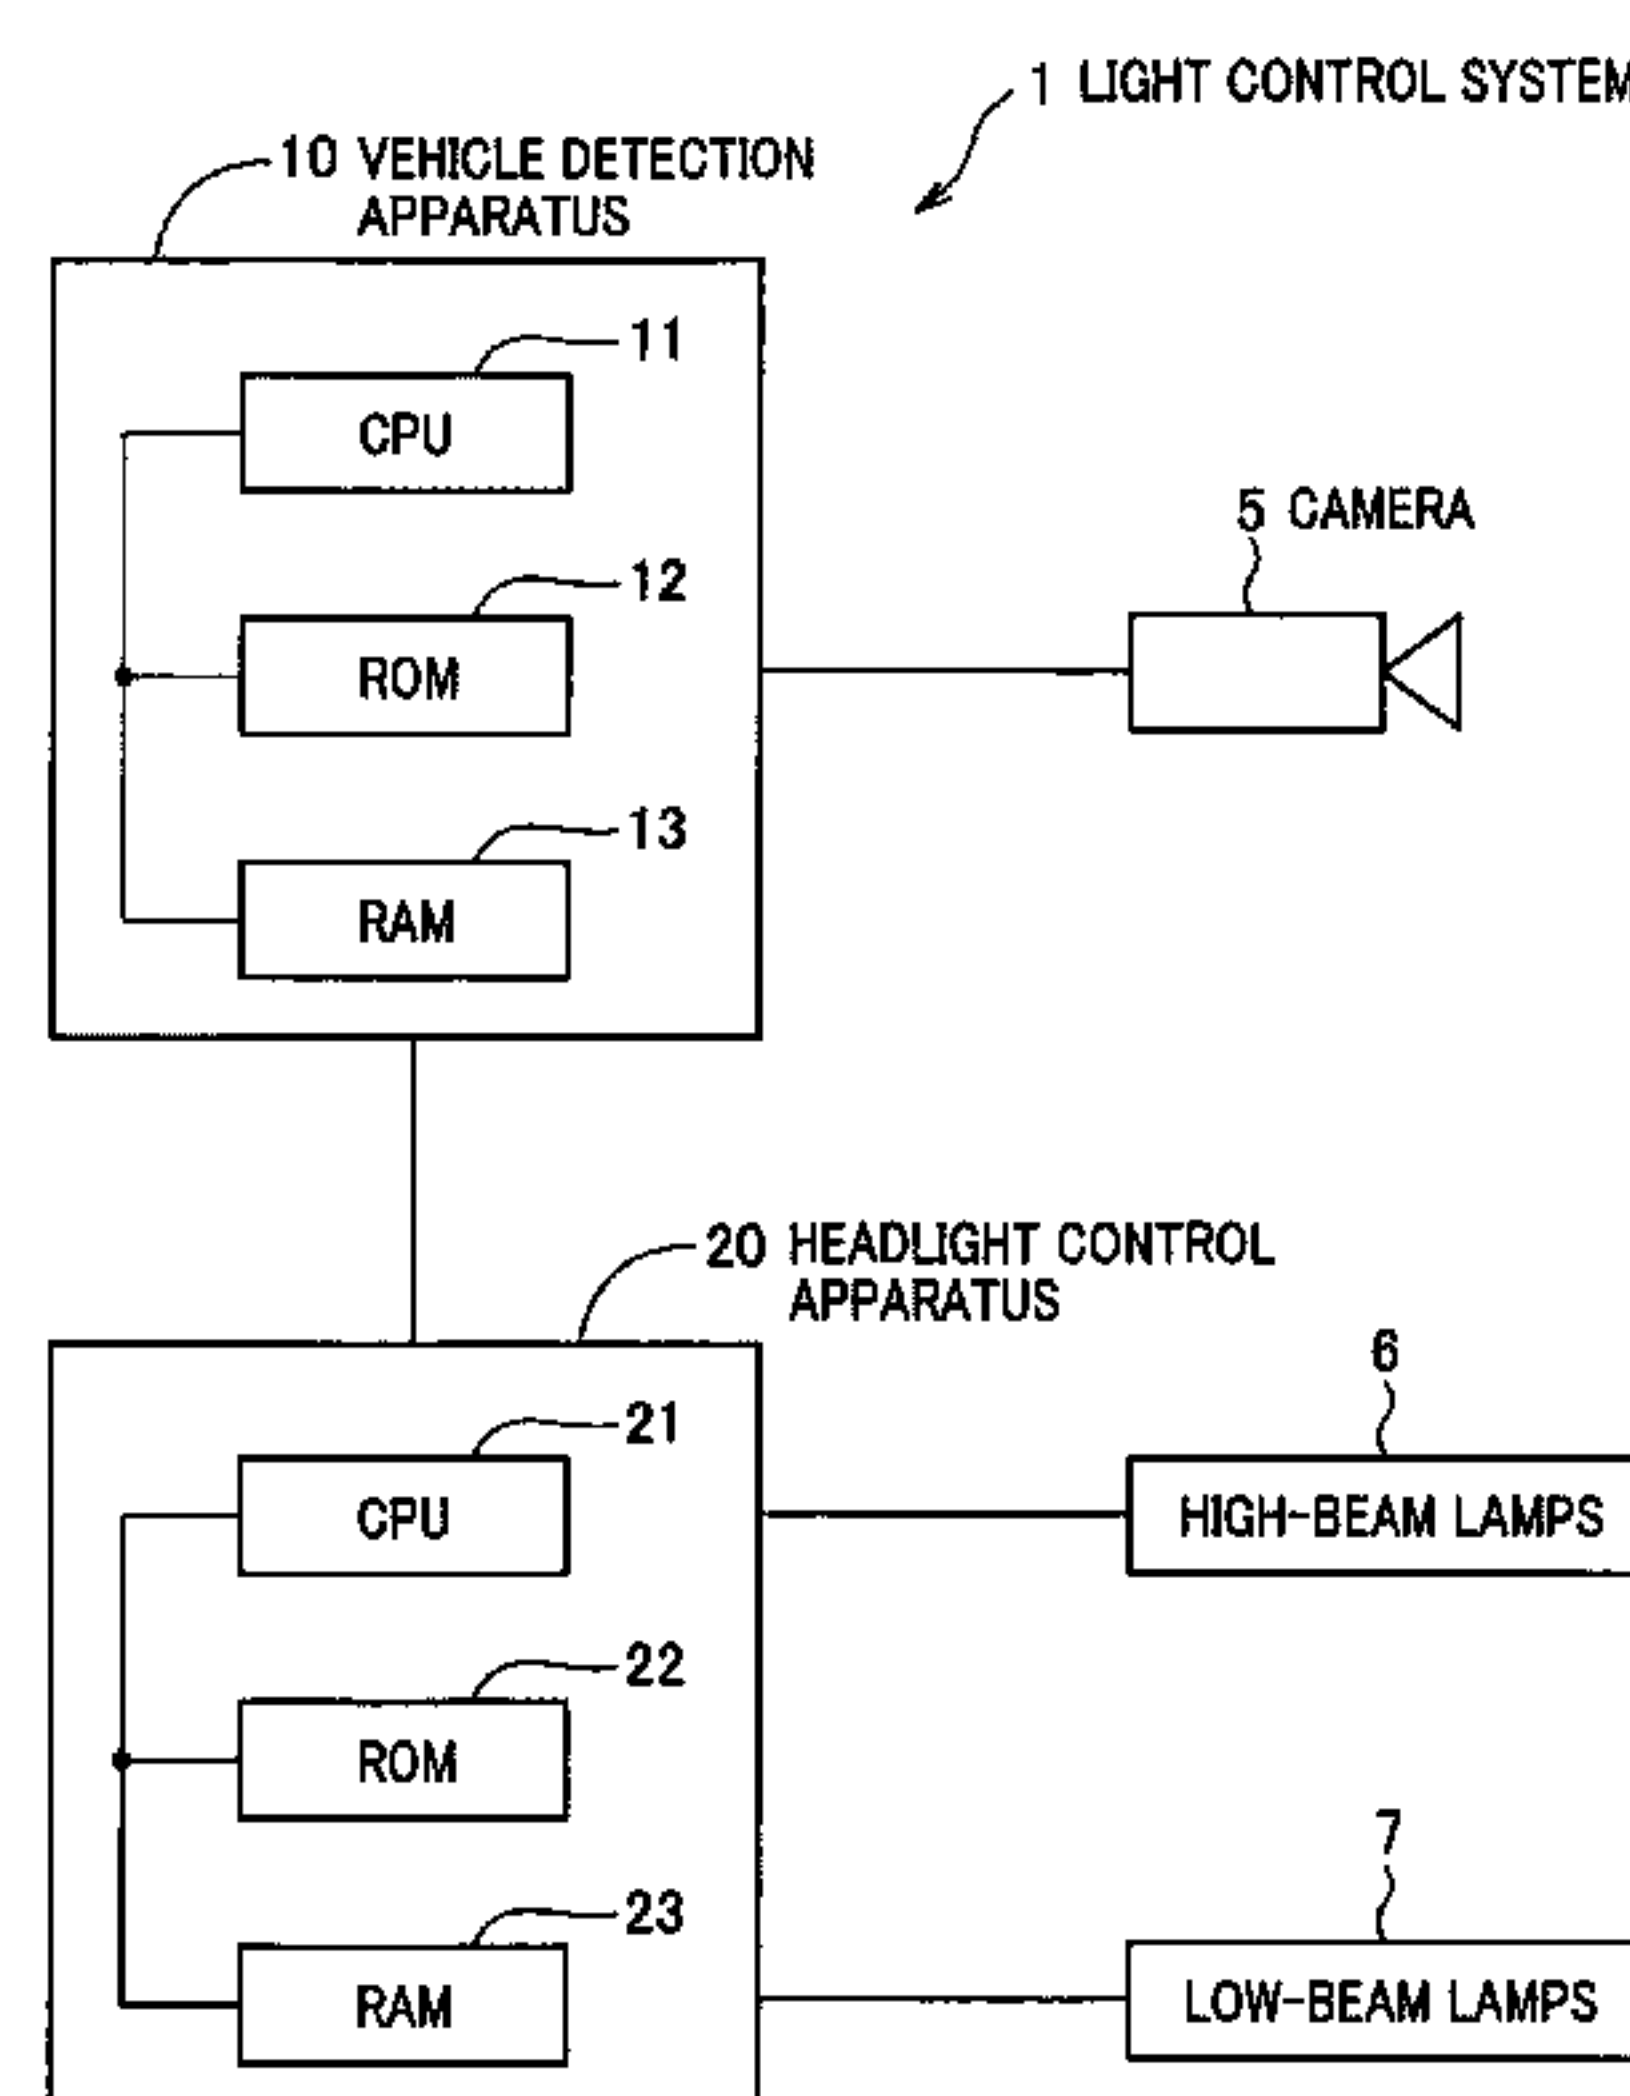 1 LIGHT CONTROL SYSTEM
10 VEHICLE DETECTION
APPARATUS
11
CPU
12
ROM
13
RAM
5 CAMERA
20 HEADLIGHT CONTROL
APPARATUS
21
CPU
22
ROM
23
RAM
6
HIGH-BEAM LAMPS
7
LOW-BEAM LAMPS